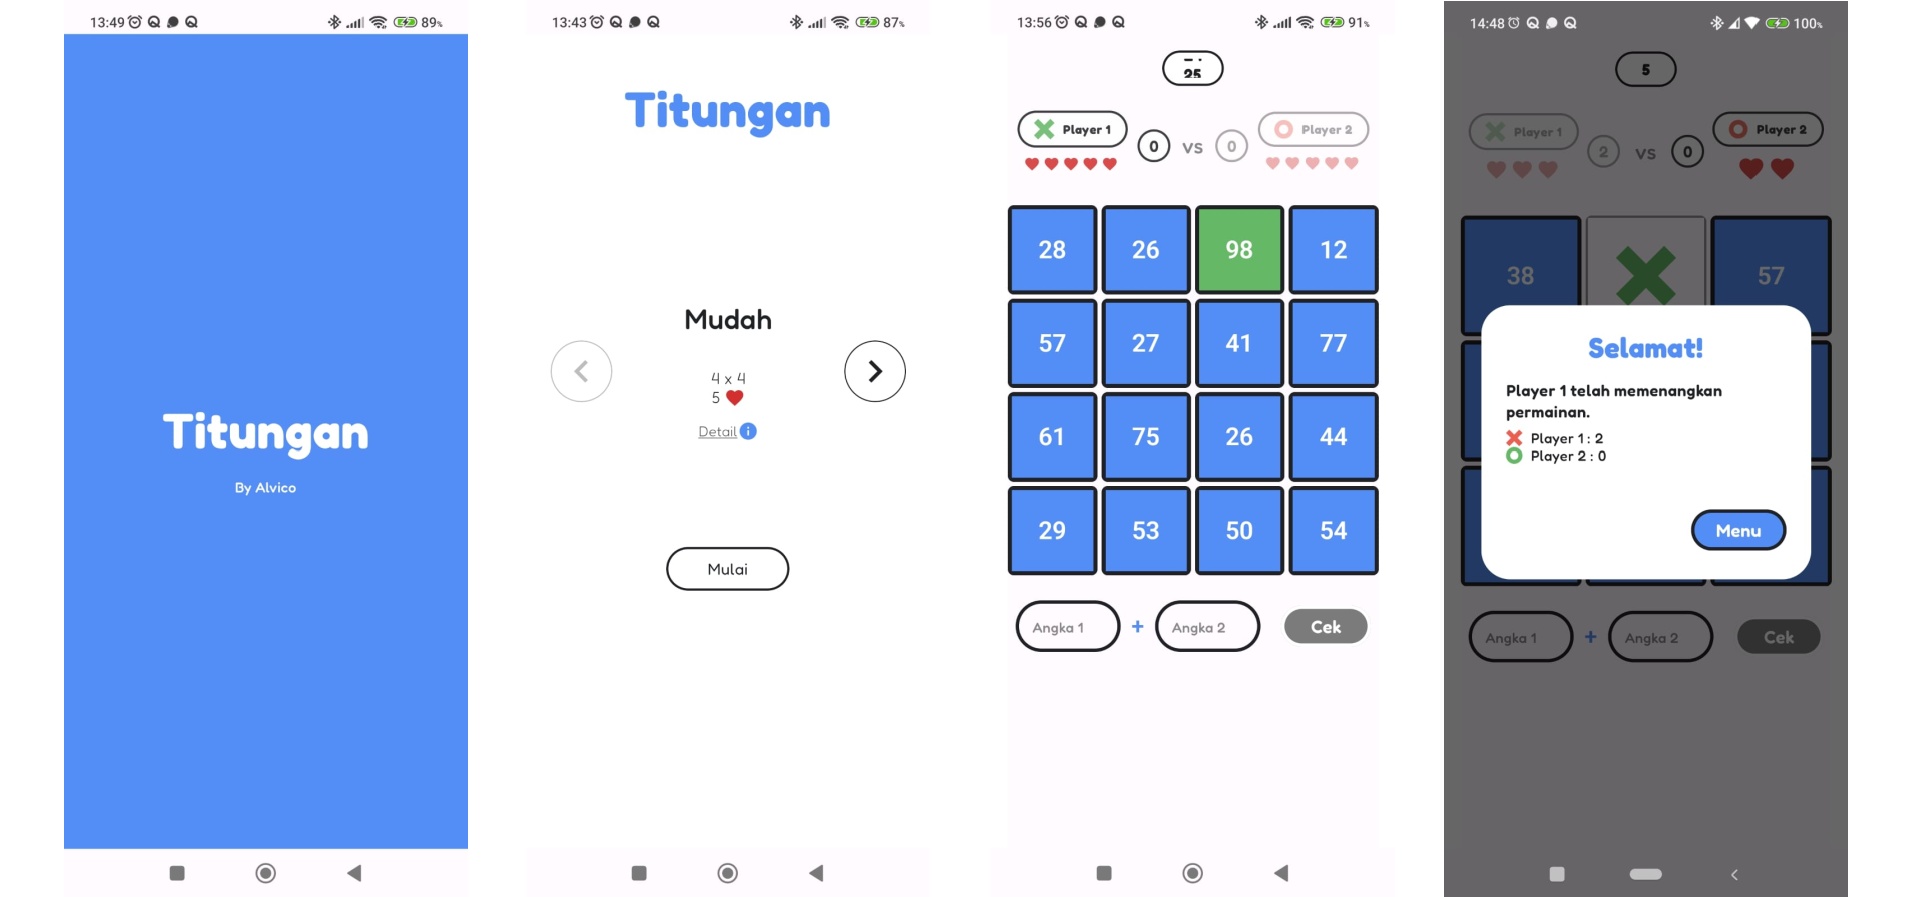 13:49 89%
Titungan
By Alvico
13:43 87%
Titungan
Mudah
4 x 4
5
Detail i
Mulai
13:56 91%
25
Player 1 0 VS 0 Player 2
28 26 98 12
57 27 41 77
61 75 26 44
29 53 50 54
Angka 1 + Angka 2 Cek
14:48 100%
5
Player 1 2 VS 0 Player 2
38 57
Selamat!
Player 1 telah memenangkan
permainan.
Player 1 : 2
Player 2 : 0
Menu
Angka 1 + Angka 2 Cek